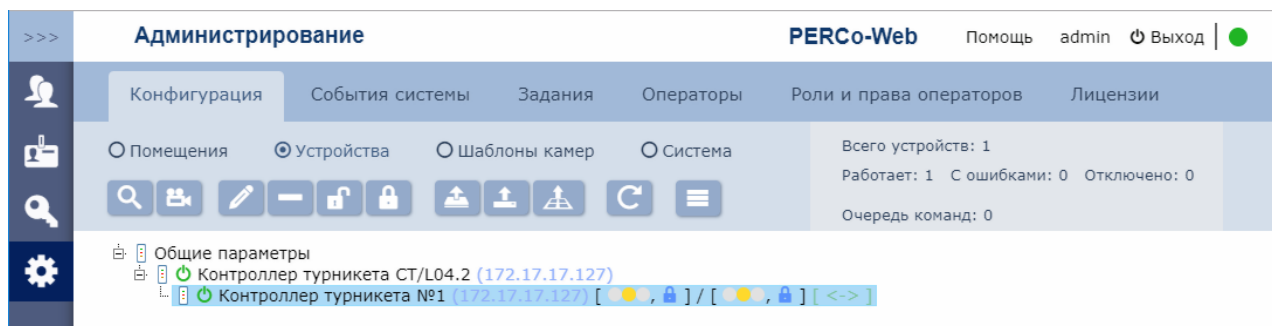 >>> Администрирование PERCo-Web Помощь admin Выход
Конфигурация События системы Задания Операторы Роли и права операторов Лицензии
Помещения Устройства Шаблоны камер Система
Всего устройств: 1
Работает: 1 С ошибками: 0 Отключено: 0
Очередь команд: 0
Общие параметры
Контроллер турникета CT/L04.2 (172.17.17.127)
Контроллер турникета №1 (172.17.17.127) [ , ] / [ , ] [ <-> ]